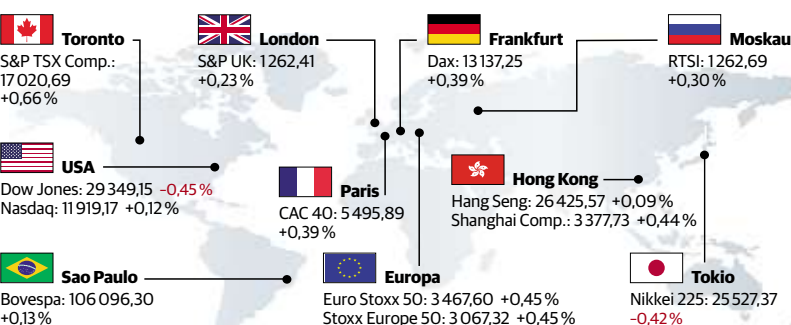 Toronto
S&P TSX Comp.:
17 020,69
+0,66 %
London
S&P UK: 1262,41
+0,23 %
Frankfurt
Dax: 13 137,25
+0,39 %
Moskau
RTSI: 1262,69
+0,30 %
USA
Dow Jones: 29 349,15 -0,45 %
Nasdaq: 11 919,17 +0,12 %
Paris
CAC 40: 5 495,89
+0,39 %
Hong Kong
Hang Seng: 26 425,57 +0,09 %
Shanghai Comp.: 3 377,73 +0,44 %
Sao Paulo
Bovespa: 106 096,30
+0,13 %
Europa
Euro Stoxx 50: 3 467,60 +0,45 %
Stoxx Europe 50: 3 067,32 +0,45 %
Tokio
Nikkei 225: 25 527,37
-0,42 %